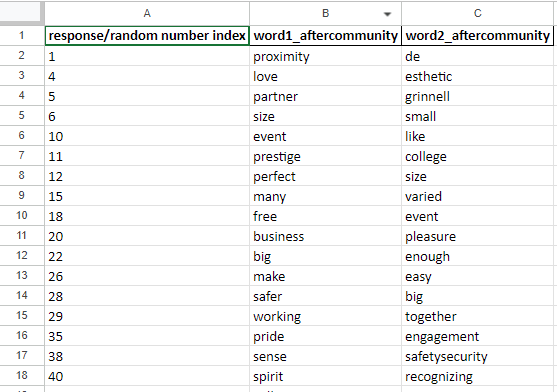 A B C
1 response/random number index word1_aftercommunity word2_aftercommunity
2 1 proximity de
3 4 love esthetic
4 5 partner grinnell
5 6 size small
6 10 event like
7 11 prestige college
8 12 perfect size
9 15 many varied
10 18 free event
11 20 business pleasure
12 22 big enough
13 26 make easy
14 28 safer big
15 29 working together
16 35 pride engagement
17 38 sense safetysecurity
18 40 spirit recognizing